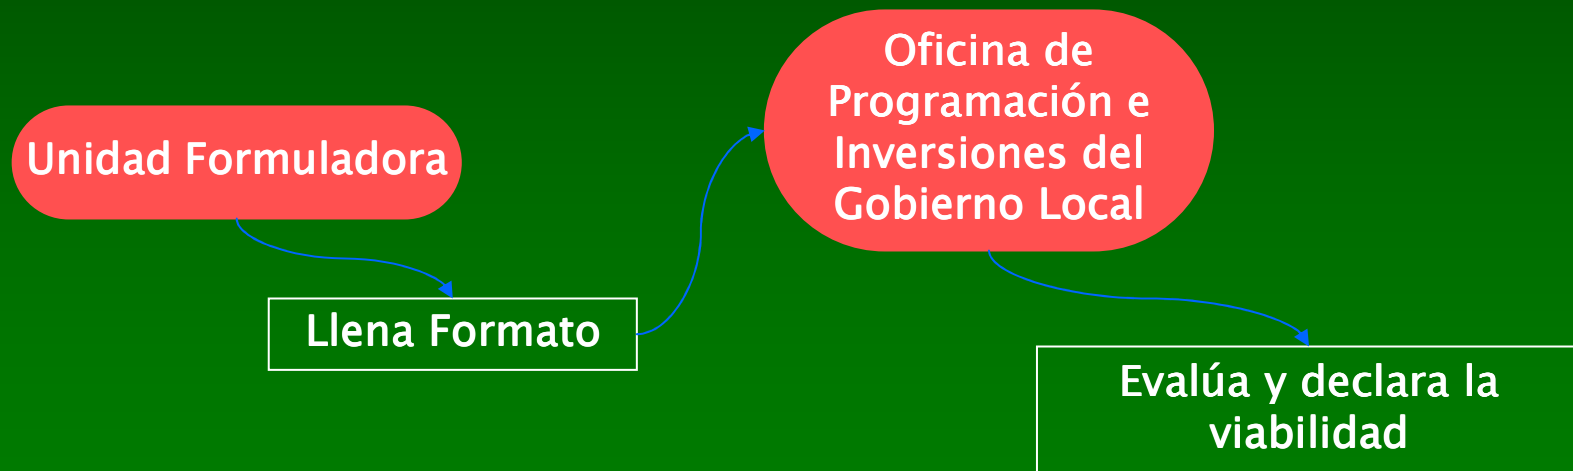 Unidad Formuladora
Llena Formato
Oficina de
Programación e
Inversiones del
Gobierno Local
Evalúa y declara la
viabilidad